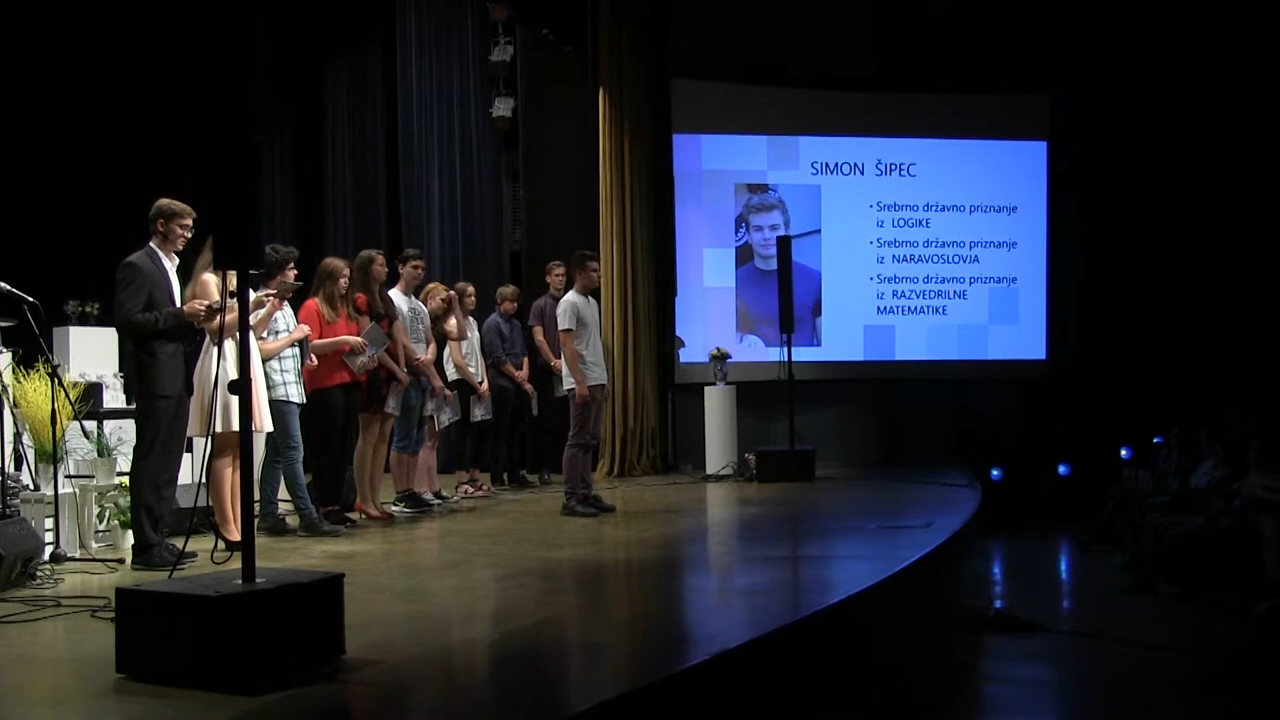 SIMON ŠIPEC
• Srebrno državno priznanje
iz LOGIKE
• Srebrno državno priznanje
iz NARAVOSLOVJA
• Srebrno državno priznanje
iz RAZVEDRILNE
MATEMATIKE